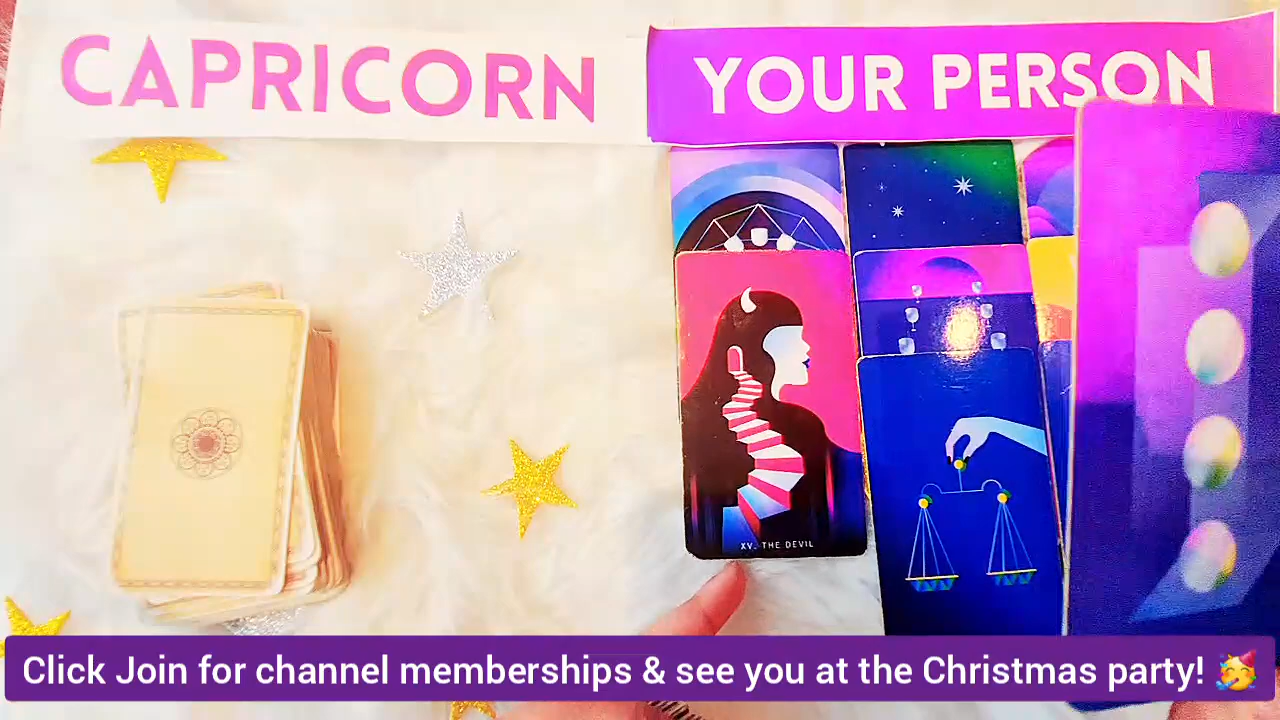 CAPRICORN
YOUR PERSON
XV. THE DEVIL
Click Join for channel memberships & see you at the Christmas party! 🥳